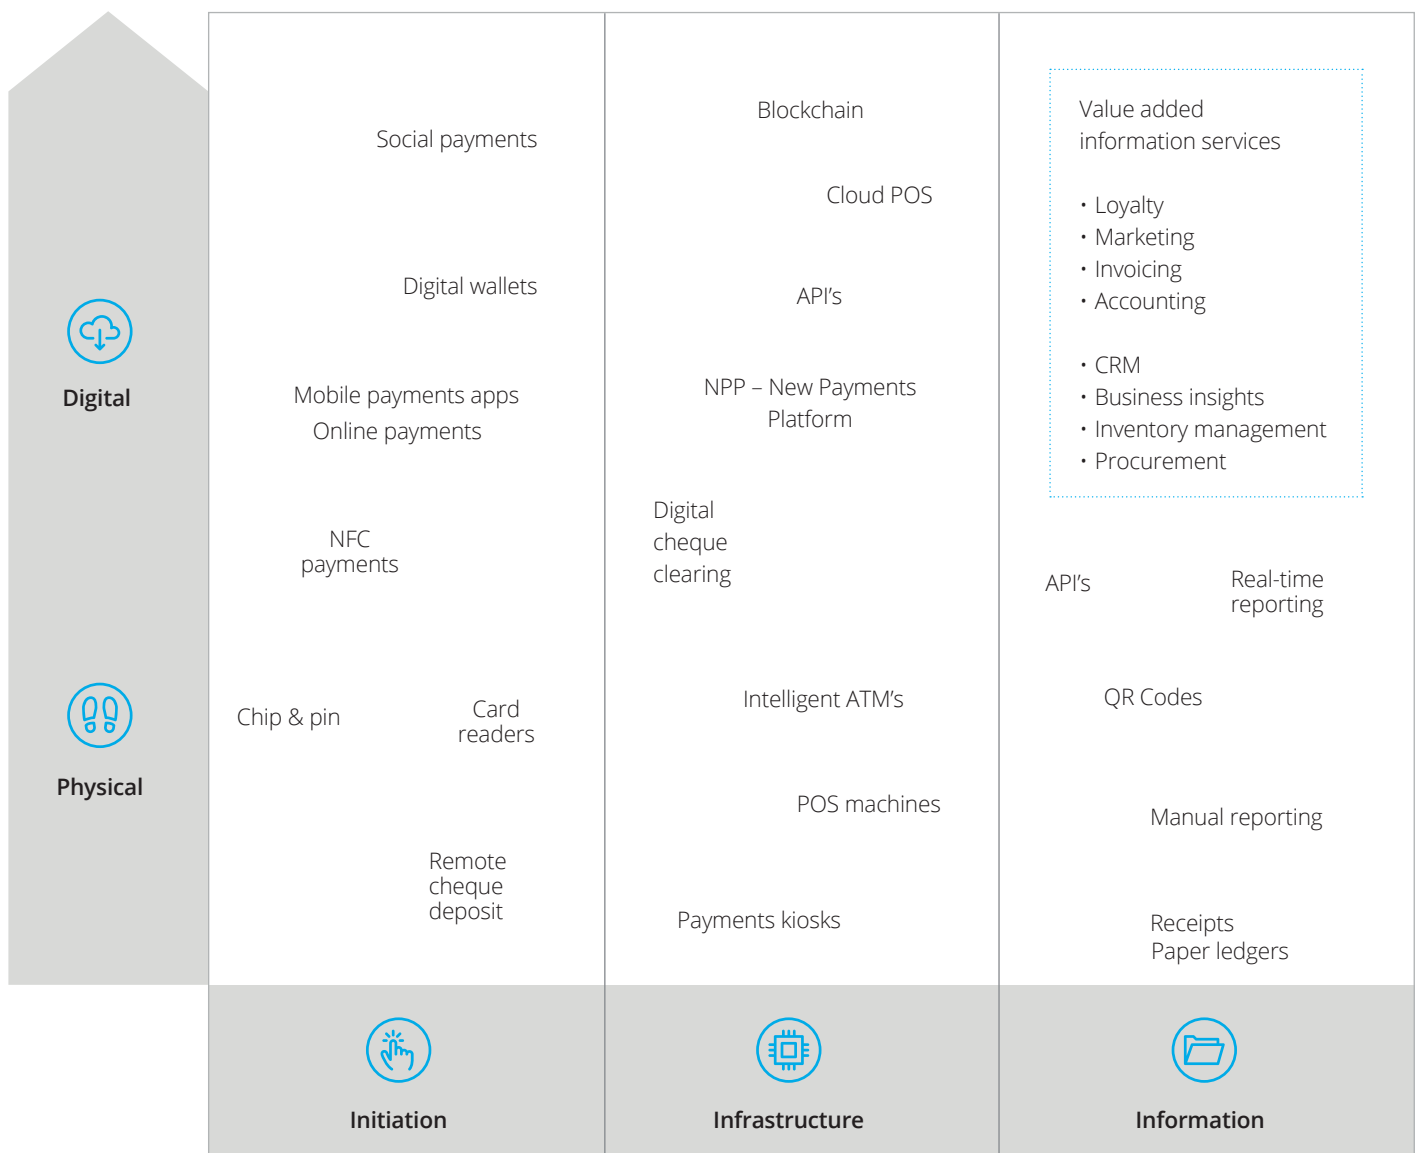 Digital
Physical
Social payments
Digital wallets
Mobile payments apps
Online payments
NFC
payments
Chip & pin
Card
readers
Remote
cheque
deposit
Blockchain
Cloud POS
API’s
NPP – New Payments
Platform
Digital
cheque
clearing
Intelligent ATM’s
POS machines
Payments kiosks
Value added
information services
• Loyalty
• Marketing
• Invoicing
• Accounting
• CRM
• Business insights
• Inventory management
• Procurement
API’s
Real-time
reporting
QR Codes
Manual reporting
Receipts
Paper ledgers
Initiation
Infrastructure
Information